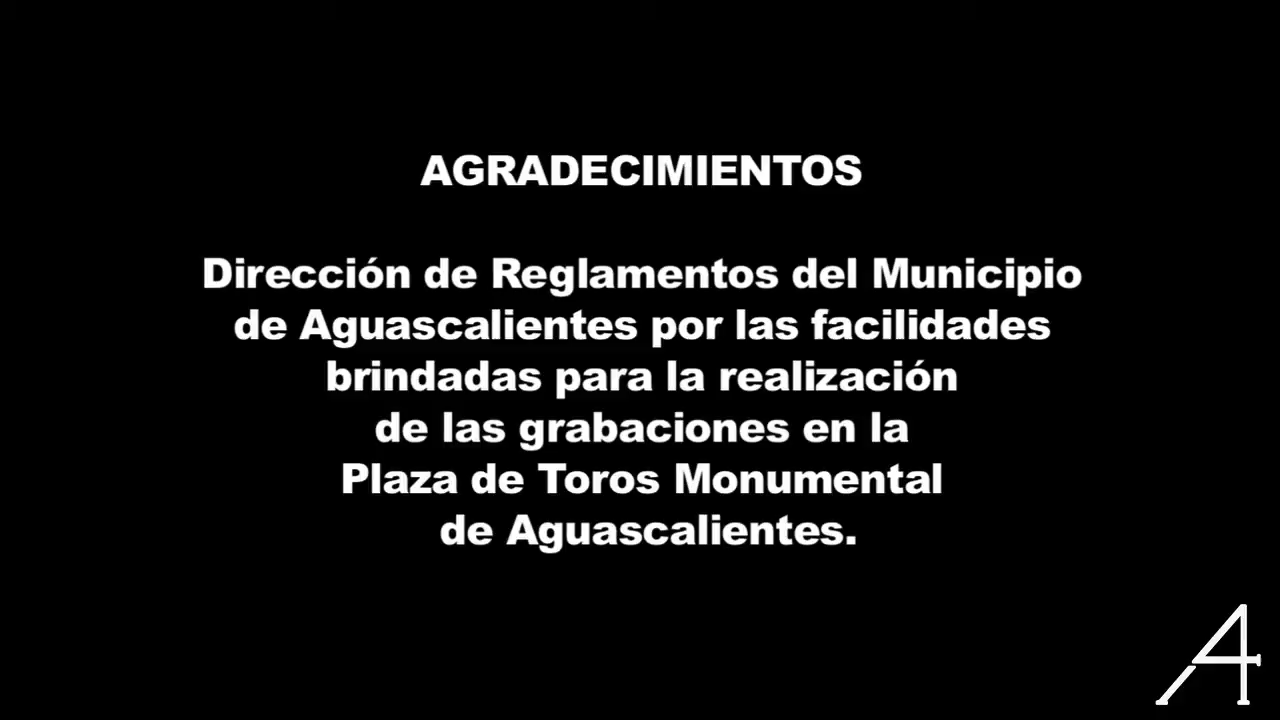 AGRADECIMIENTOS
Dirección de Reglamentos del Municipio
de Aguascalientes por las facilidades
brindadas para la realización
de las grabaciones en la
Plaza de Toros Monumental
de Aguascalientes.